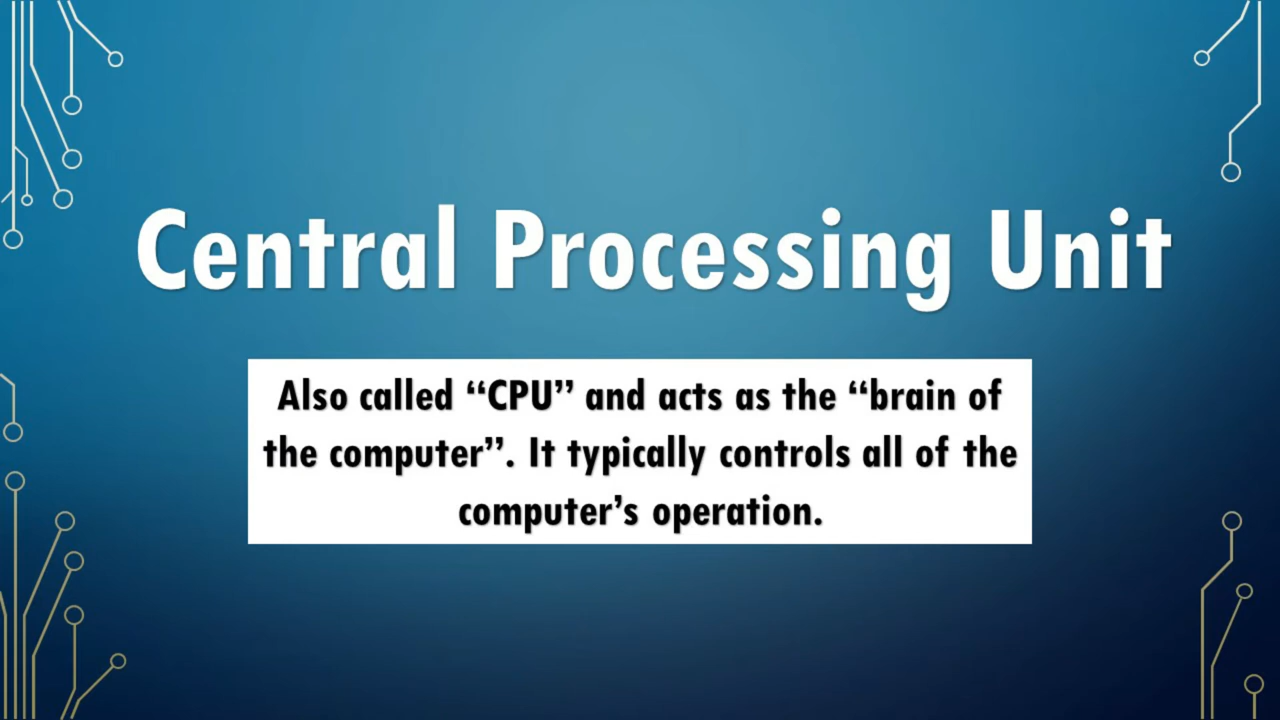 Central Processing Unit
Also called “CPU” and acts as the “brain of
the computer”. It typically controls all of the
computer’s operation.